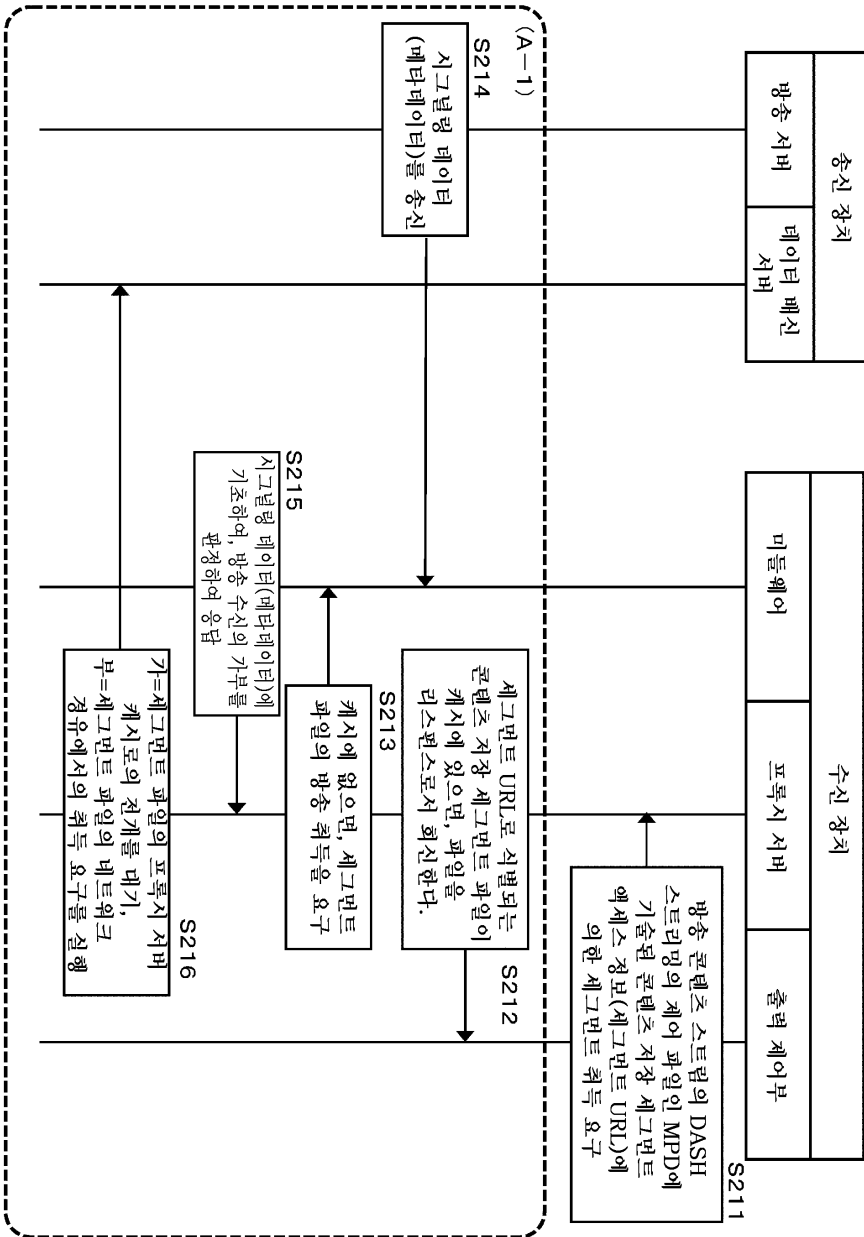 송신 장치
방송 서버
데이터 배신
서버
수신 장치
미들웨어
프록시 서버
출력 제어부
S211
방송 콘텐츠 스트림의 DASH
스트리밍의 제어 파일인 MPD에
기술된 콘텐츠 저장 세그먼트
액세스 정보(세그먼트 URL)에
의한 세그먼트 취득 요구
(A-1)
S212
세그먼트 URL로 식별되는
콘텐츠 저장 세그먼트 파일이
캐시에 있으면, 파일을
리스펀스로서 회신한다.
S213
캐시에 없으면, 세그먼트
파일의 방송 취득을 요구
S214
시그널링 데이터
(메타데이터)를 송신
S215
시그널링 데이터(메타데이터)에
기초하여, 방송 수신의 가부를
판정하여 응답
S216
가=세그먼트 파일의 프록시 서버
캐시로의 전개를 대기,
부=세그먼트 파일의 네트워크
경유에서의 취득 요구를 실행